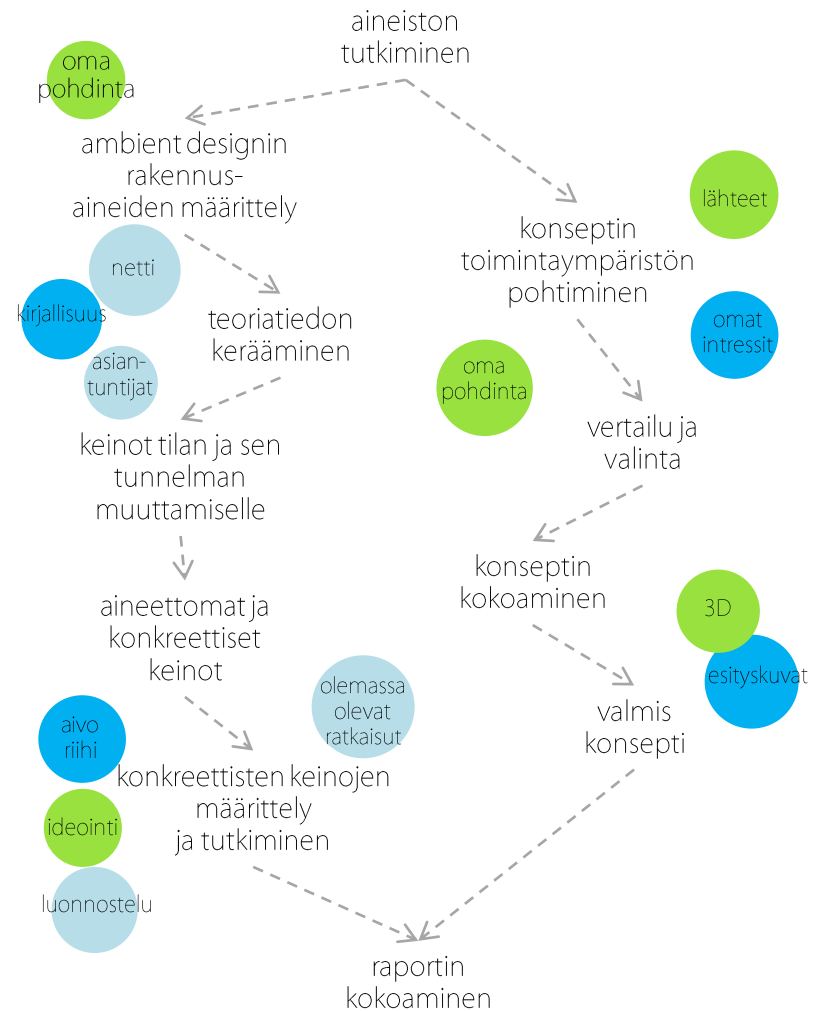 aineiston
tutkiminen
oma
pohdinta
ambient designin
rakennus-
aineiden määrittely
lähteet
konseptin
toimintaympäristön
pohtiminen
netti
kirjallisuus
teoriatiedon
kerääminen
omat
intressit
asian-
tuntijat
oma
pohdinta
keinot tilan ja sen
tunnelman
muuttamiselle
vertailu ja
valinta
konseptin
kokoaminen
aineettomat ja
konkreettiset
keinot
3D
esityskuvat
olemassa
olevat
ratkaisut
valmis
konsepti
aivo
riihi
konkreettisten keinojen
määrittely
ja tutkiminen
ideointi
luonnostelu
raportin
kokoaminen